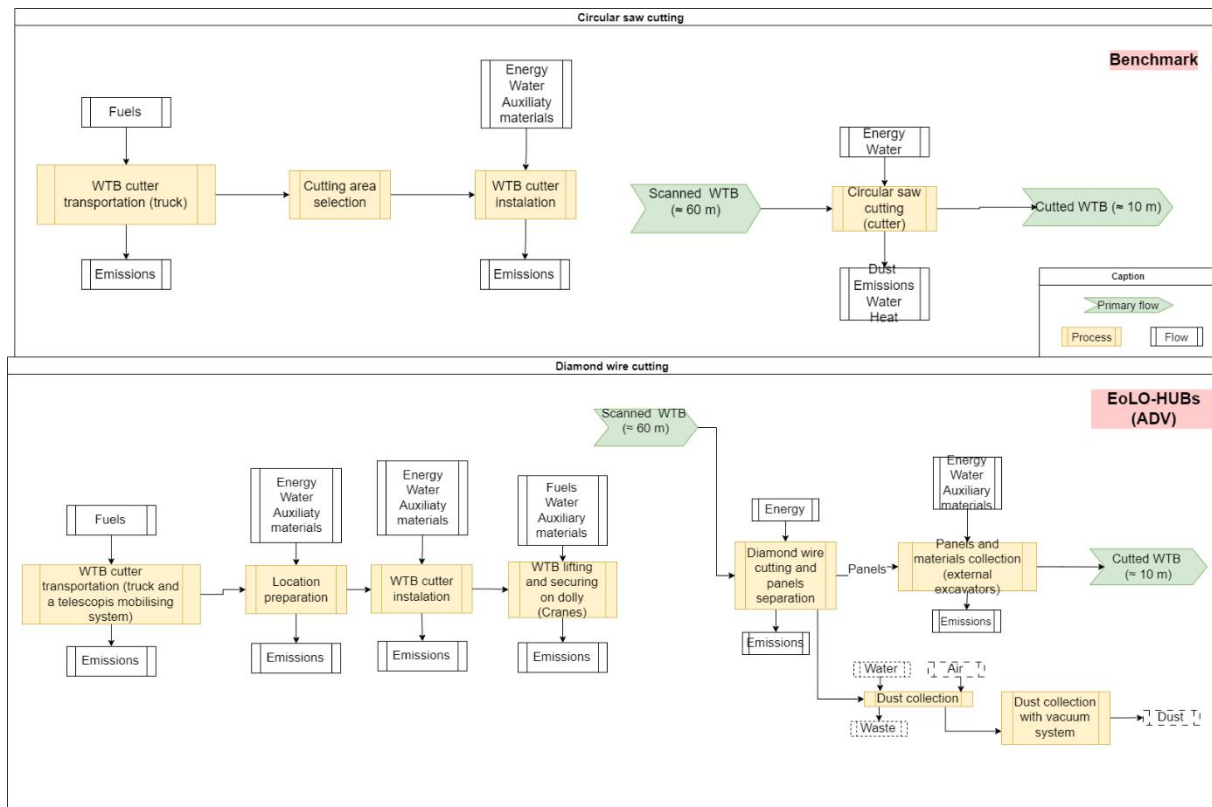 Circular saw cutting
Benchmark
Fuels
WTB cutter
transportation (truck)
Emissions
Cutting area
selection
Energy
Water
Auxiliaty
materials
WTB cutter
instalation
Emissions
Scanned WTB
(≈ 60 m)
Energy
Water
Circular saw
cutting
(cutter)
Dust
Emissions
Water
Heat
Cutted WTB (≈ 10 m)
Caption
Primary flow
Process
Flow
Diamond wire cutting
EoLO-HUBs
(ADV)
Fuels
WTB cutter
transportation (truck and
a telescopis mobilising
system)
Emissions
Energy
Water
Auxiliaty
materials
Location
preparation
Emissions
Energy
Water
Auxiliaty
materials
WTB cutter
instalation
Emissions
Fuels
Water
Auxiliary
materials
WTB lifting
and securing
on dolly
(Cranes)
Emissions
Scanned WTB
(≈ 60 m)
Energy
Diamond wire
cutting and
panels
separation
Emissions
Panels
Energy
Water
Auxiliary
materials
Panels and
materials collection
(external
excavators)
Emissions
Cutted WTB
(≈ 10 m)
Water
Air
Dust collection
Waste
Dust collection
with vacuum
system
Dust